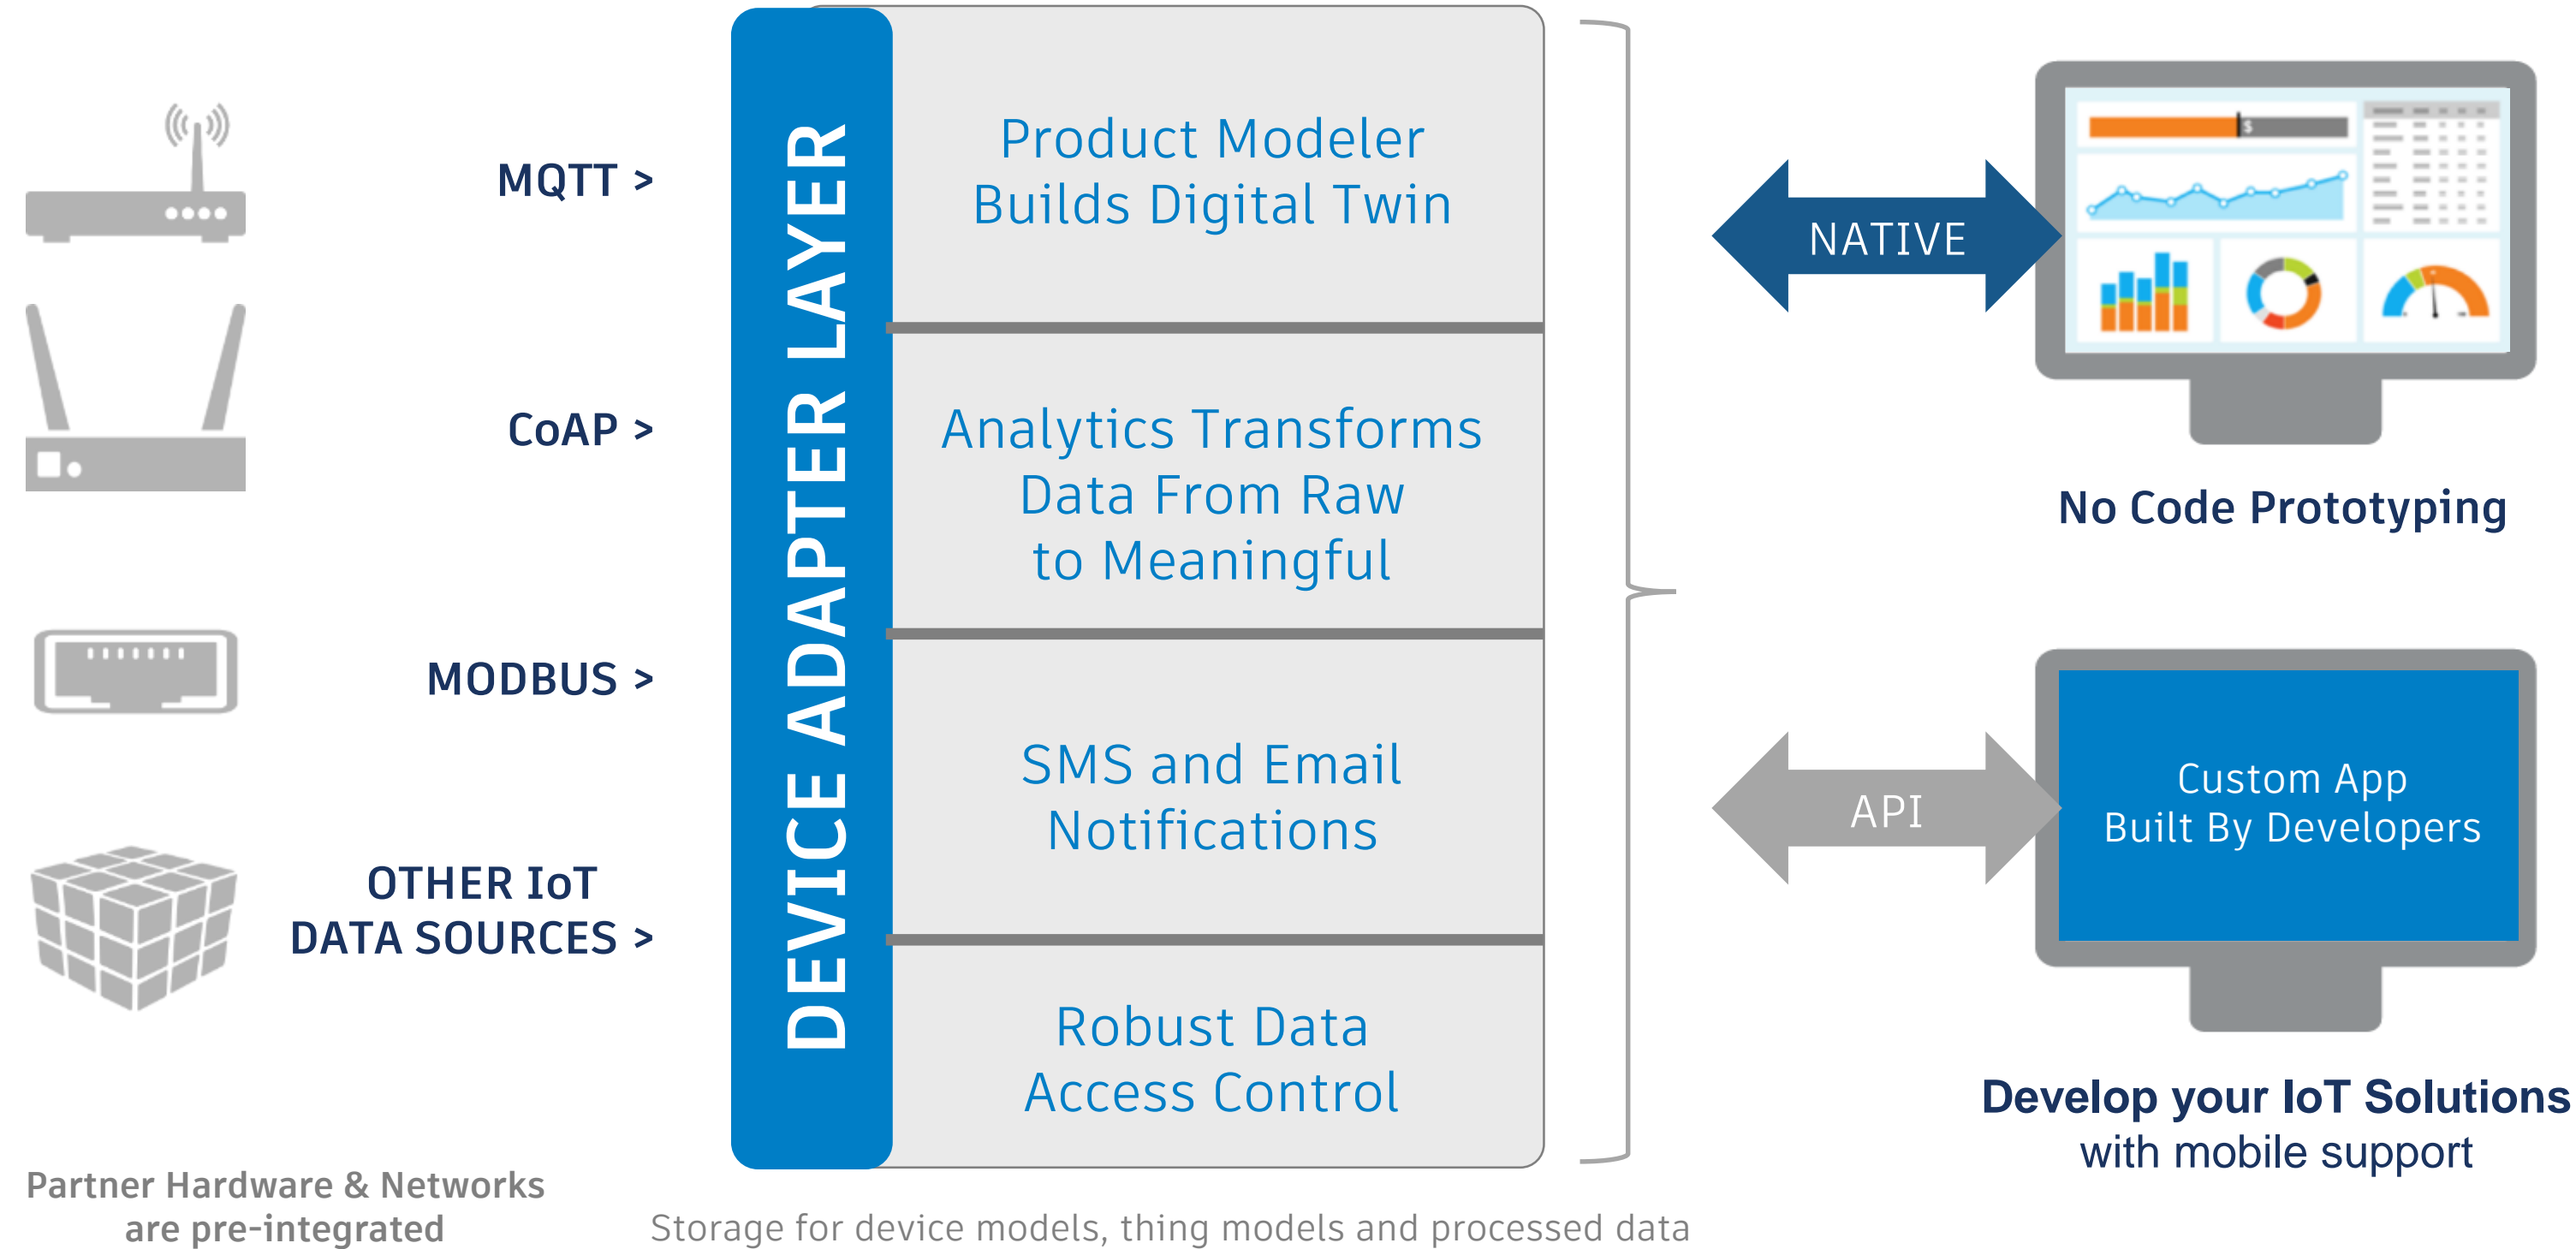 MQTT >
CoAP >
MODBUS >
OTHER IoT
DATA SOURCES >
Partner Hardware & Networks
are pre-integrated
DEVICE ADAPTER LAYER
Product Modeler
Builds Digital Twin
Analytics Transforms
Data From Raw
to Meaningful
SMS and Email
Notifications
Robust Data
Access Control
Storage for device models, thing models and processed data
NATIVE
$
No Code Prototyping
API
Custom App
Built By Developers
Develop your IoT Solutions
with mobile support